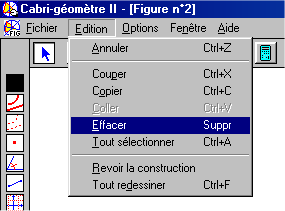 Cabri-géomètre II - [Figure n°2]
Fichier Edition Options Fenêtre Aide
Annuler Ctrl+Z
Couper Ctrl+X
Copier Ctrl+C
Coller Ctrl+V
Effacer Suppr
Tout sélectionner Ctrl+A
Revoir la construction
Tout redessiner Ctrl+F